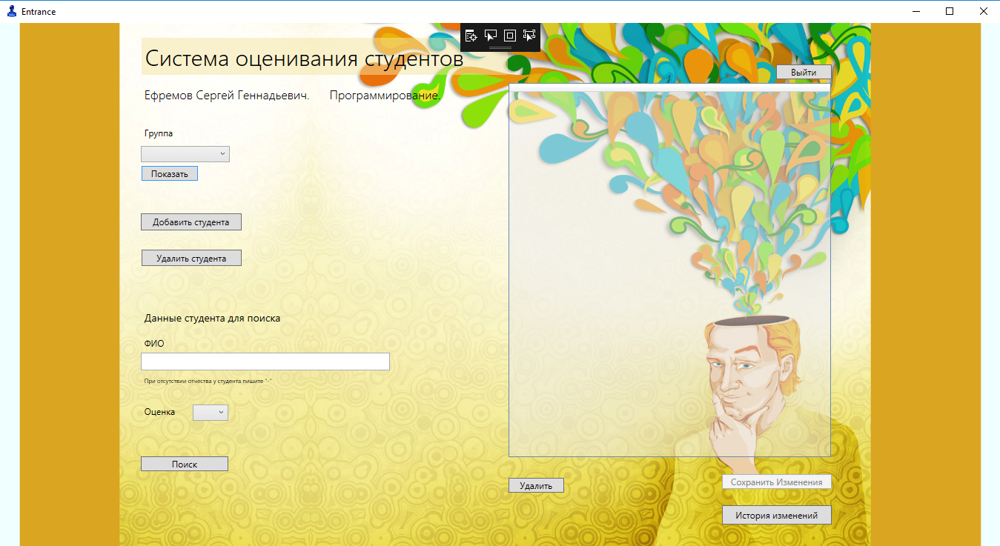 Entrance
Система оценивания студентов
Выйти
Ефремов Сергей Геннадьевич. Программирование.
Группа
Показать
Добавить студента
Удалить студента
Данные студента для поиска
ФИО
При отсутствии отчества у студента пишите "-"
Оценка
Поиск
Удалить
Сохранить Изменения
История изменений